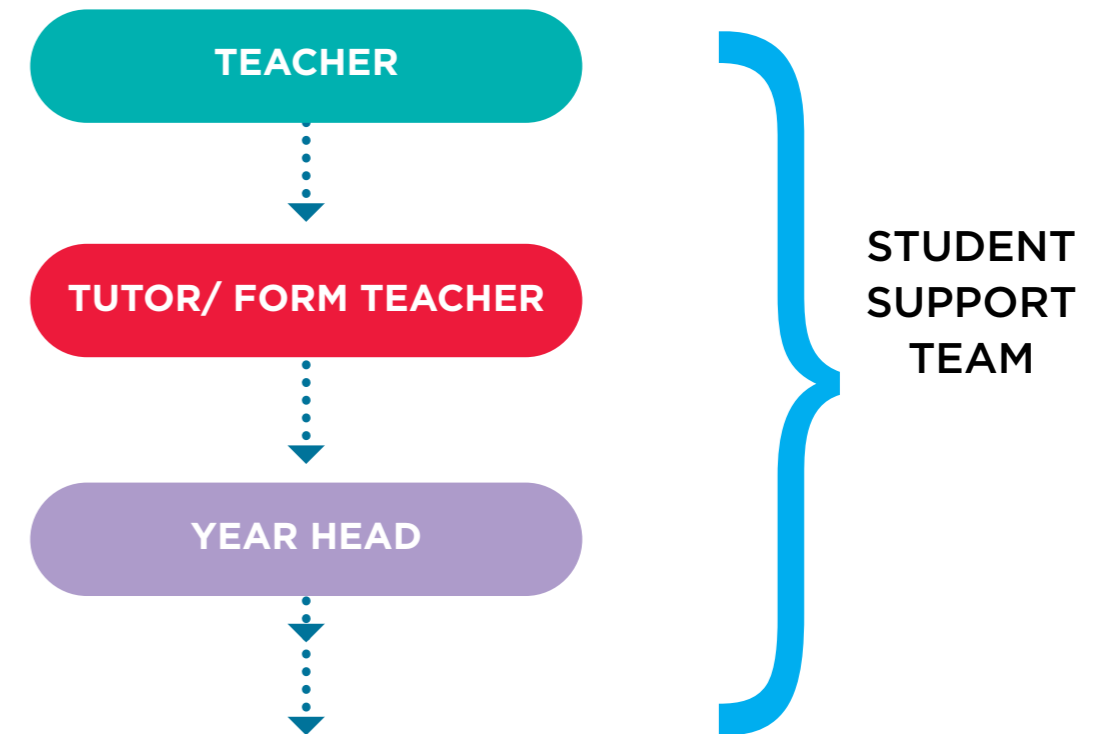 TEACHER
TUTOR/ FORM TEACHER
YEAR HEAD
STUDENT
SUPPORT
TEAM